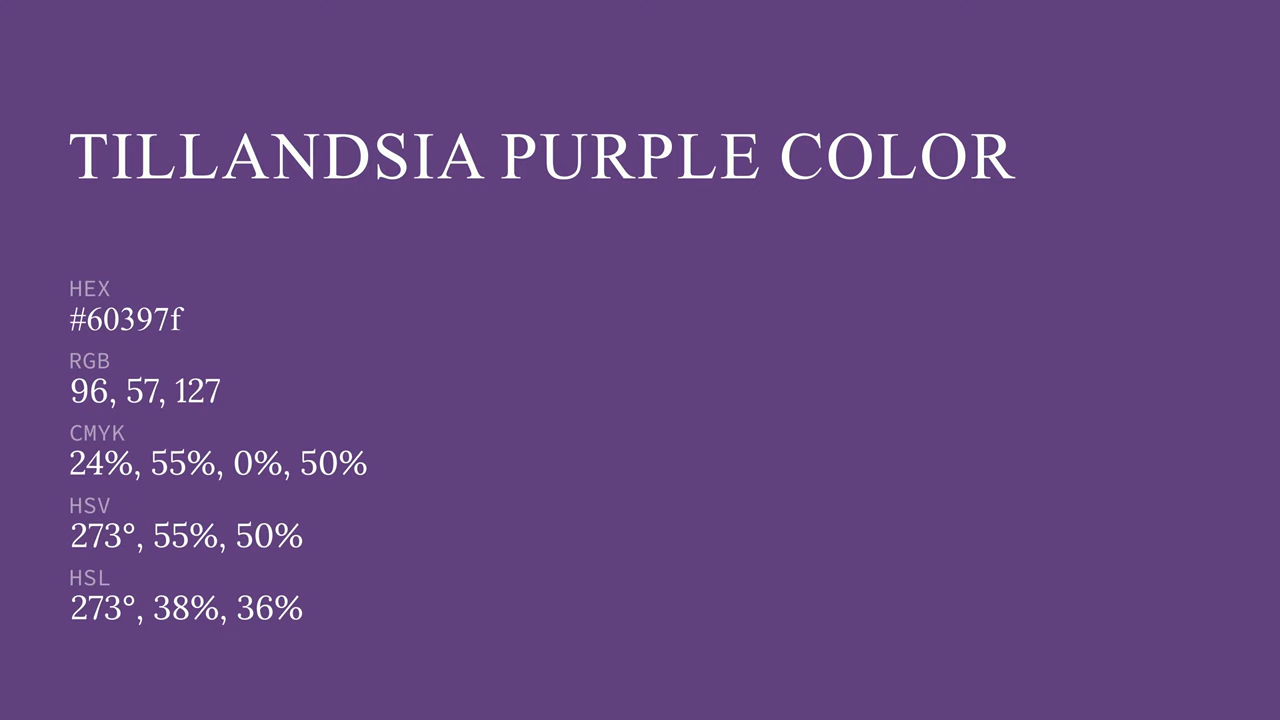 TILLANDSIA PURPLE COLOR
HEX
#60397f
RGB
96, 57, 127
CMYK
24%, 55%, 0%, 50%
HSV
273°, 55%, 50%
HSL
273°, 38%, 36%